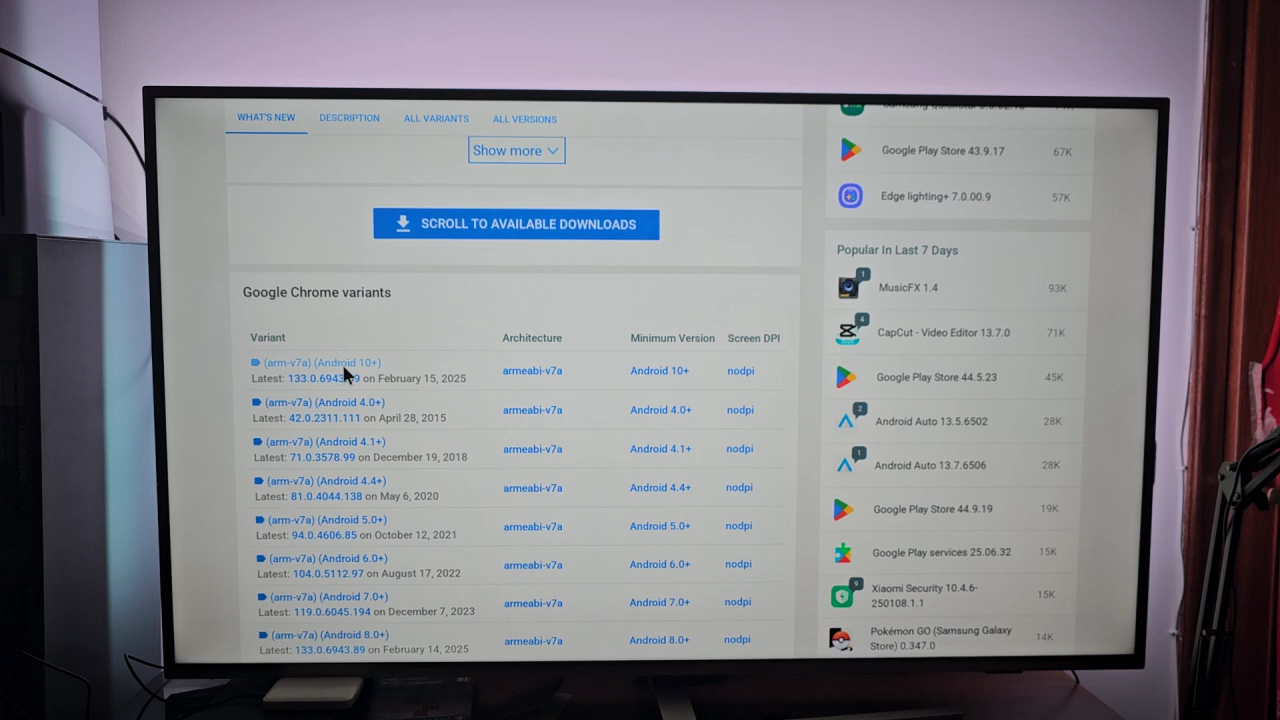 WHAT'S NEW
DESCRIPTION
ALL VARIANTS
ALL VERSIONS
Show more
SCROLL TO AVAILABLE DOWNLOADS
Google Chrome variants
Variant Architecture Minimum Version Screen DPI
(arm-v7a) (Android 10+)
Latest: on February 15, 2025
armeabi-v7a Android 10+ nodpi
(arm-v7a) (Android 4.0+)
Latest: 42.0.2311.111 on April 28, 2015
armeabi-v7a Android 4.0+ nodpi
(arm-v7a) (Android 4.1+)
Latest: 71.0.3578.99 on December 19, 2018
armeabi-v7a Android 4.1+ nodpi
(arm-v7a) (Android 4.4+)
Latest: 81.0.4044.138 on May 6, 2020
armeabi-v7a Android 4.4+ nodpi
(arm-v7a) (Android 5.0+)
Latest: 94.0.4606.85 on October 12, 2021
armeabi-v7a Android 5.0+ nodpi
(arm-v7a) (Android 6.0+)
Latest: 104.0.5112.97 on August 17, 2022
armeabi-v7a Android 6.0+ nodpi
(arm-v7a) (Android 7.0+)
Latest: 119.0.6045.194 on December 7, 2023
armeabi-v7a Android 7.0+ nodpi
(arm-v7a) (Android 8.0+)
Latest: 133.0.6943.89 on February 14, 2025
armeabi-v7a Android 8.0+ nodpi
Google Play Store 43.9.17 67K
Edge lighting+ 7.0.00.9 57K
Popular In Last 7 Days
1
MusicFX 1.4 93K
4
CapCut - Video Editor 13.7.0 71K
Google Play Store 44.5.23 45K
2
Android Auto 13.5.6502 28K
1
Android Auto 13.7.6506 28K
Google Play Store 44.9.19 19K
Google Play services 25.06.32 15K
9
Xiaomi Security 10.4.6-
250108.1.1 15K
Pokémon GO (Samsung Galaxy
Store) 0.347.0 14K